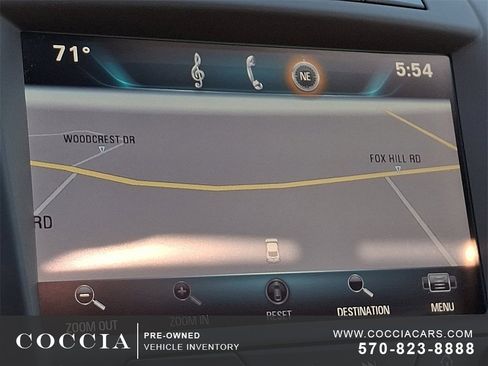 71°
NE
5:54
WOODCREST DR
FOX HILL RD
RD
ZOOM OUT
ZOOM IN
RESET
DESTINATION
MENU
COCCIA
PRE-OWNED
VEHICLE INVENTORY
WWW.COCCIACARS.COM
570-823-8888